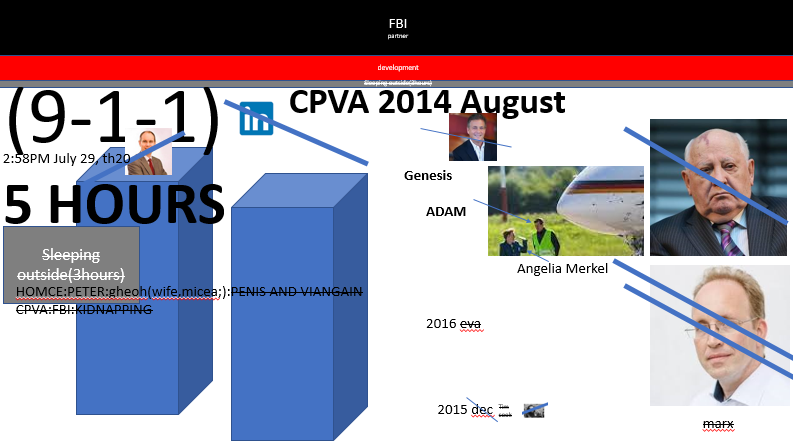 FBI
partner
development
Sleeping outside(3hours)
(9-1-1)
in
CPVA 2014 August
2:58PM July 29, th20
Genesis
5 HOURS
ADAM
Sleeping
outside(3hours)
Angelia Merkel
HOMCE:PETER:gheoh(wife.micea;):PENIS AND VIANGAIN
CPVA:FBI:KIDNAPPING
2016 eva
2015 dec
marx